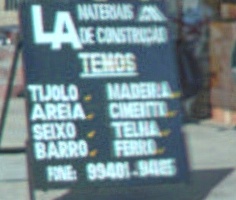 LA MATERIAIS
DE CONSTRUÇÃO
TEMOS
TIJOLO MADEIRA
AREIA CIMENTO
SEIXO TELHA
BARRO FERRO
FONE: 99401-9485